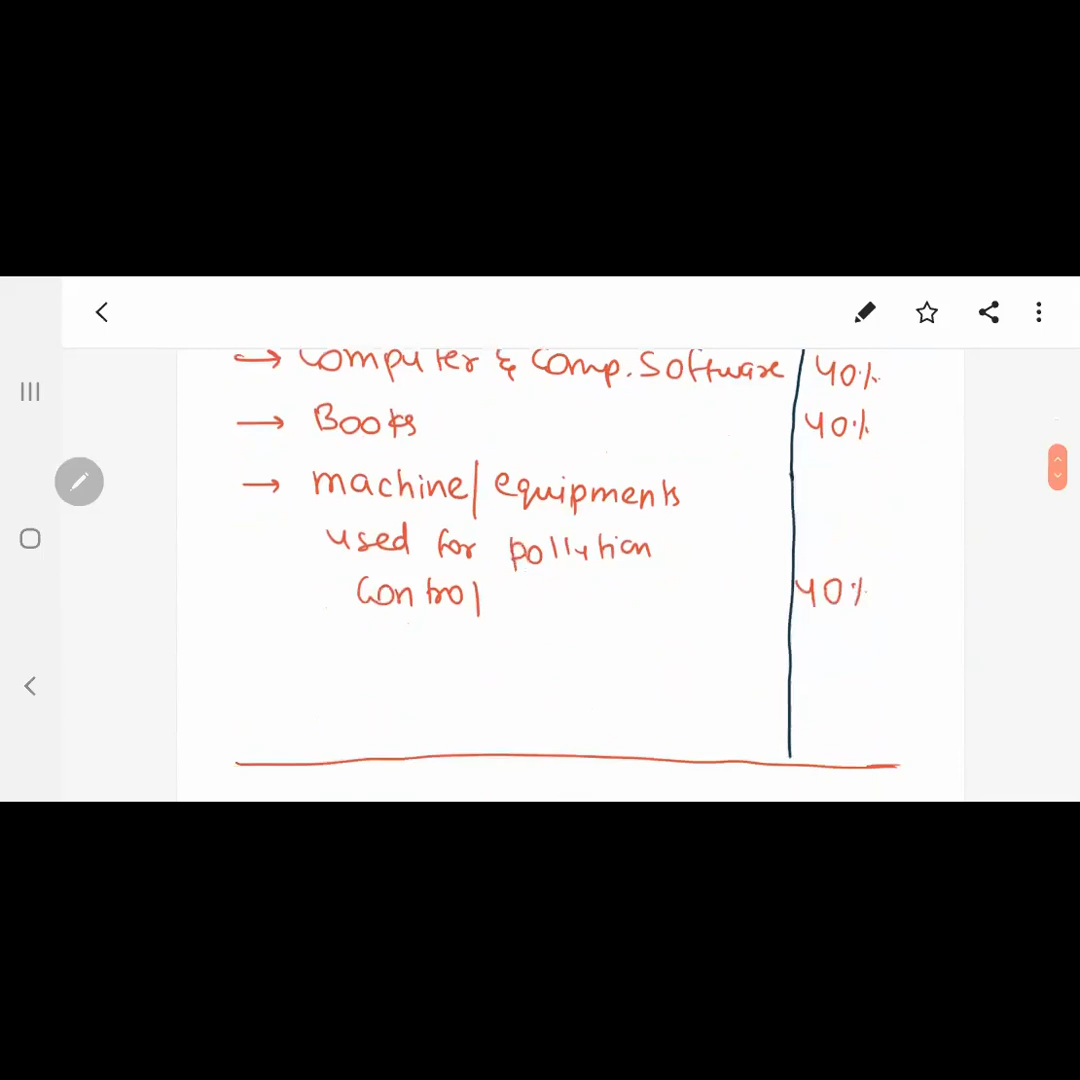 → Computer & Comp. Software 40%
→ Books 40%
→ machine/equipments
used for pollution
control 40%